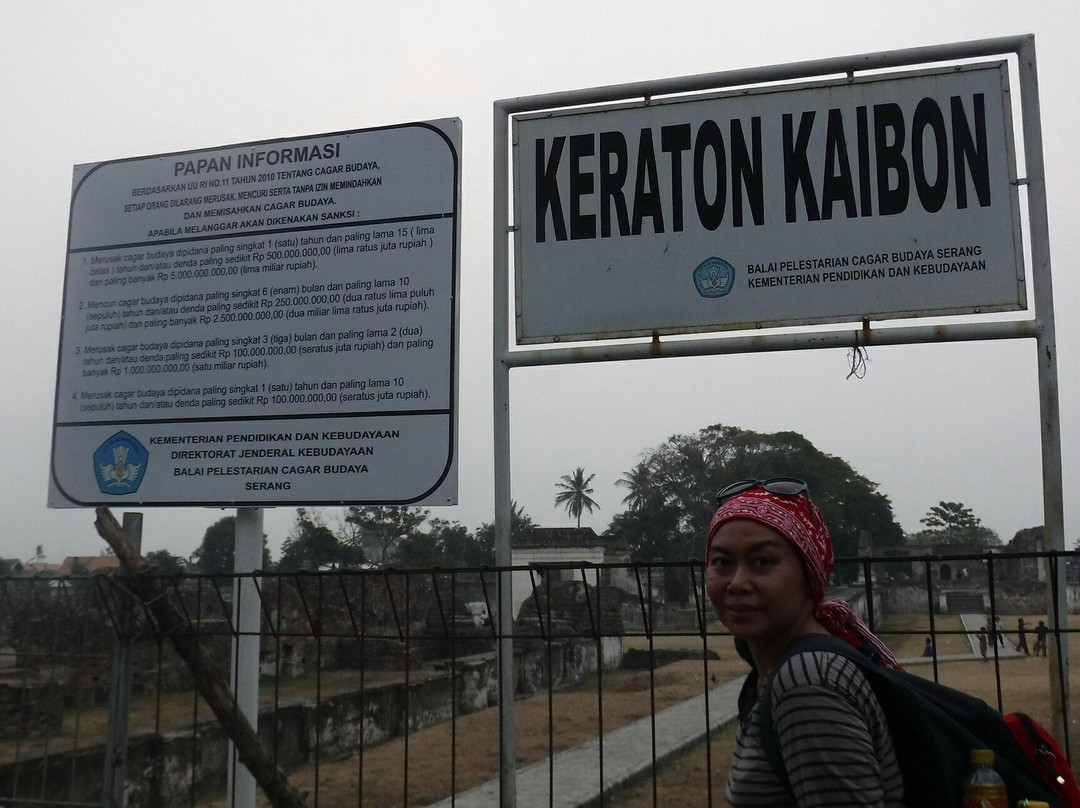 PAPAN INFORMASI
BERDASARKAN UU RI NO.11 TAHUN 2010 TENTANG CAGAR BUDAYA,
SETIAP ORANG DILARANG MERUSAK, MENCURI SERTA TANPA IZIN MEMINDAHKAN
DAN MEMISAHKAN CAGAR BUDAYA.
APABILA MELANGGAR AKAN DIKENAKAN SANKSI :
1. Merusak cagar budaya dipidana paling singkat 1 (satu) tahun dan paling lama 15 ( lima
belas ) tahun dan/atau denda paling sedikit Rp 500.000.000,00 (lima ratus juta rupiah )
dan paling banyak Rp 5.000.000.000,00 (lima miliar rupiah).
2. Mencuri cagar budaya dipidana paling singkat 6 (enam) bulan dan paling lama 10
(sepuluh) tahun dan/atau denda paling sedikit Rp 250.000.000,00 (dua ratus lima puluh
juta rupiah) dan paling banyak Rp 2.500.000.000,00 (dua miliar lima ratus juta rupiah).
3. Merusak cagar budaya dipidana paling singkat 3 (tiga) bulan dan paling lama 2 (dua)
tahun dan/atau denda paling sedikit Rp 100.000.000,00 (seratus juta rupiah) dan paling
banyak Rp 1.000.000.000,00 (satu miliar rupiah).
4. Merusak cagar budaya dipidana paling singkat 1 (satu) tahun dan paling lama 10
(sepuluh) tahun dan/atau denda paling sedikit Rp 100.000.000,00 (seratus juta rupiah).
KEMENTERIAN PENDIDIKAN DAN KEBUDAYAAN
DIREKTORAT JENDERAL KEBUDAYAAN
BALAI PELESTARIAN CAGAR BUDAYA
SERANG
KERATON KAIBON
BALAI PELESTARIAN CAGAR BUDAYA SERANG
KEMENTERIAN PENDIDIKAN DAN KEBUDAYAAN